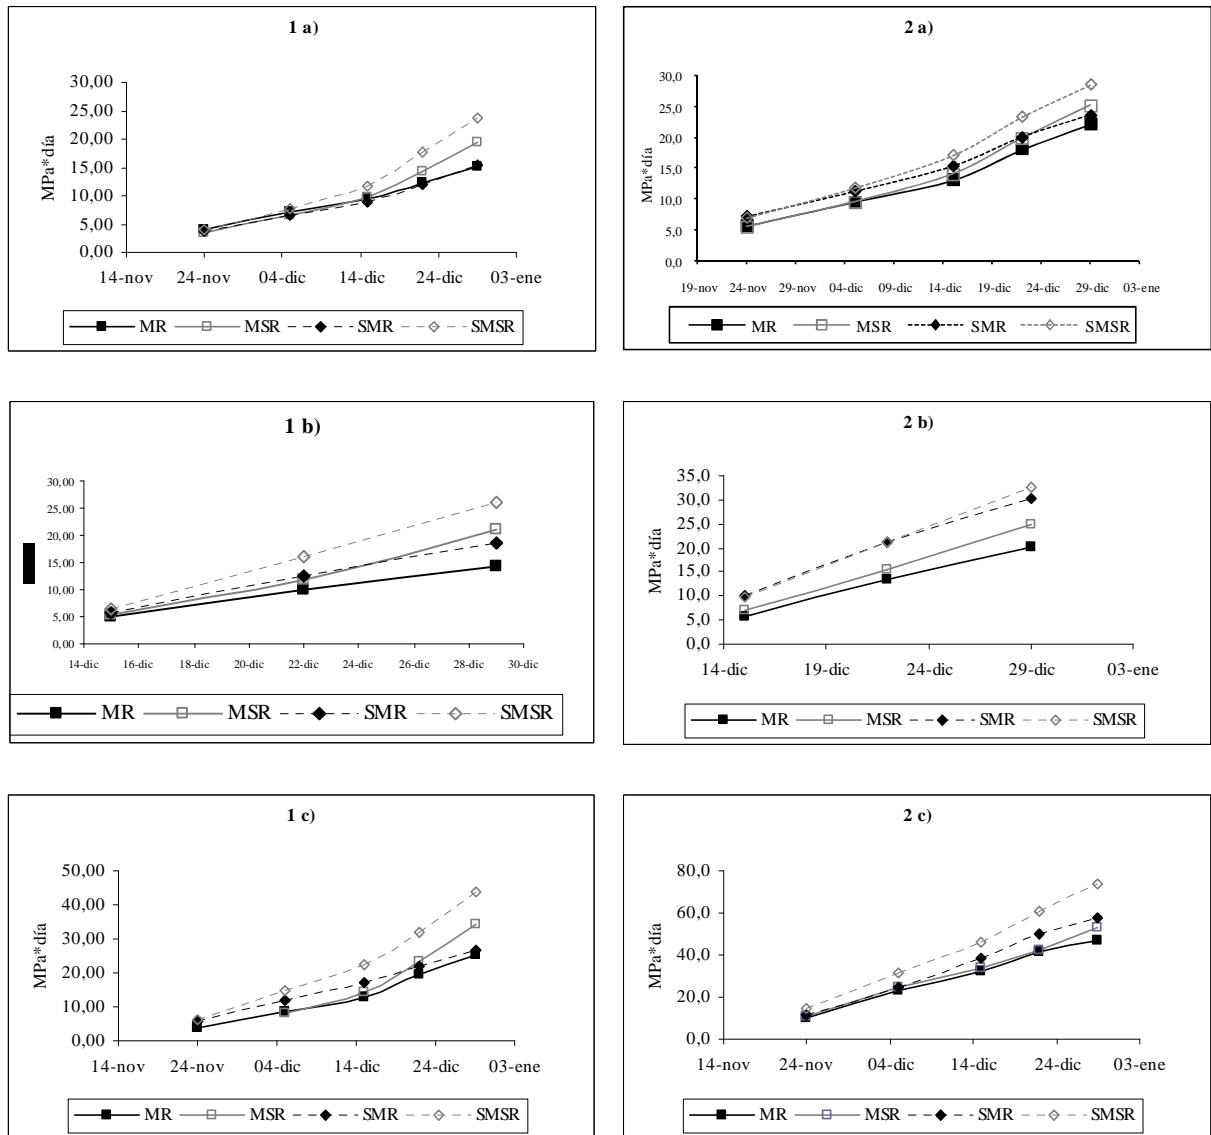 1 a)
MPa*día
30,00
25,00
20,00
15,00
10,00
5,00
0,00
14-nov 24-nov 04-dic 14-dic 24-dic 03-ene
MR MSR SMR SMSR
2 a)
MPa*día
30,0
25,0
20,0
15,0
10,0
5,0
0,0
19-nov 24-nov 29-nov 04-dic 09-dic 14-dic 19-dic 24-dic 29-dic 03-ene
MR MSR SMR SMSR
1 b)
30,00
25,00
20,00
15,00
10,00
5,00
0,00
14-dic 16-dic 18-dic 20-dic 22-dic 24-dic 26-dic 28-dic 30-dic
MR MSR SMR SMSR
2 b)
MPa*día
35,0
30,0
25,0
20,0
15,0
10,0
5,0
0,0
14-dic 19-dic 24-dic 29-dic 03-ene
MR MSR SMR SMSR
1 c)
MPa*día
50,00
40,00
30,00
20,00
10,00
0,00
14-nov 24-nov 04-dic 14-dic 24-dic 03-ene
MR MSR SMR SMSR
2 c)
MPa*día
80,0
60,0
40,0
20,0
0,0
14-nov 24-nov 04-dic 14-dic 24-dic 03-ene
MR MSR SMR SMSR